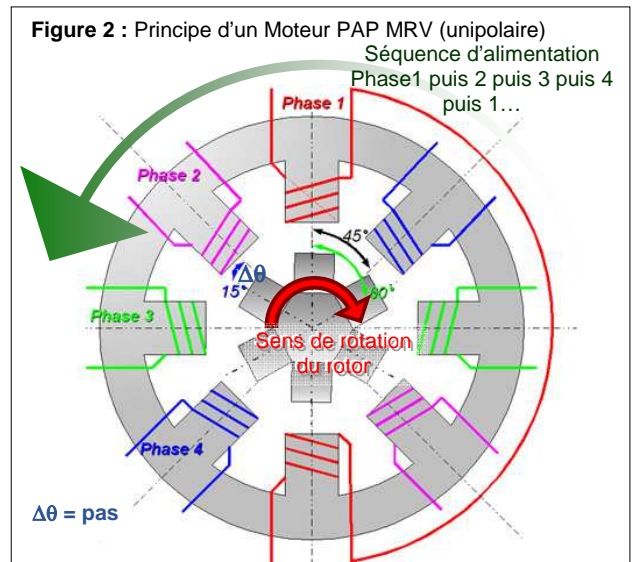 Figure 2 : Principe d'un Moteur PAP MRV (unipolaire)
Séquence d'alimentation
Phase1 puis 2 puis 3 puis 4
puis 1…
Phase 1
Phase 2
45°
Δθ
15°
60°
Phase 3
Sens de rotation
du rotor
Phase 4
Δθ = pas